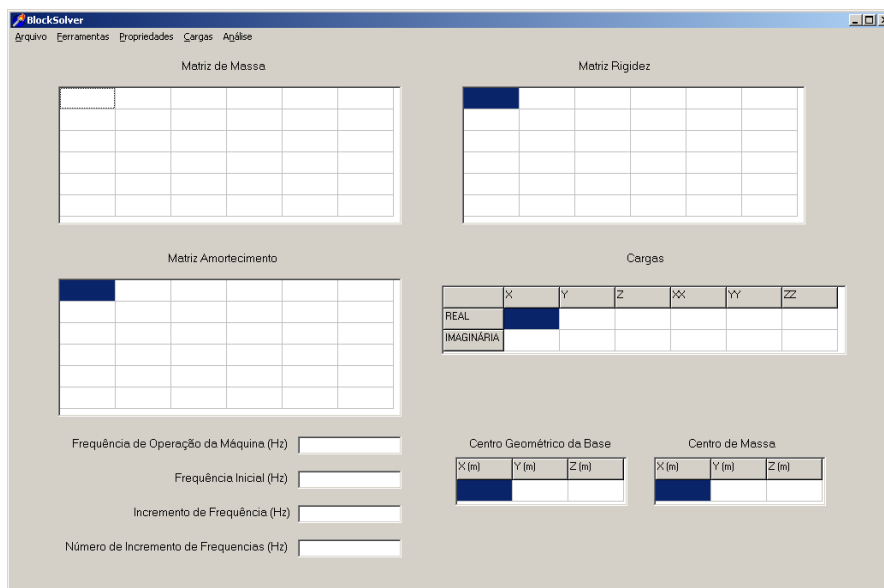 BlockSolver
Arquivo Ferramentas Propriedades Cargas Análise
Matriz de Massa
Matriz Rigidez
Matriz Amortecimento
Cargas
X Y Z XX YY ZZ
REAL
IMAGINÁRIA
Frequência de Operação da Máquina (Hz)
Frequência Inicial (Hz)
Incremento de Frequência (Hz)
Número de Incremento de Frequencias (Hz)
Centro Geométrico da Base
X (m) Y (m) Z (m)
Centro de Massa
X (m) Y (m) Z (m)